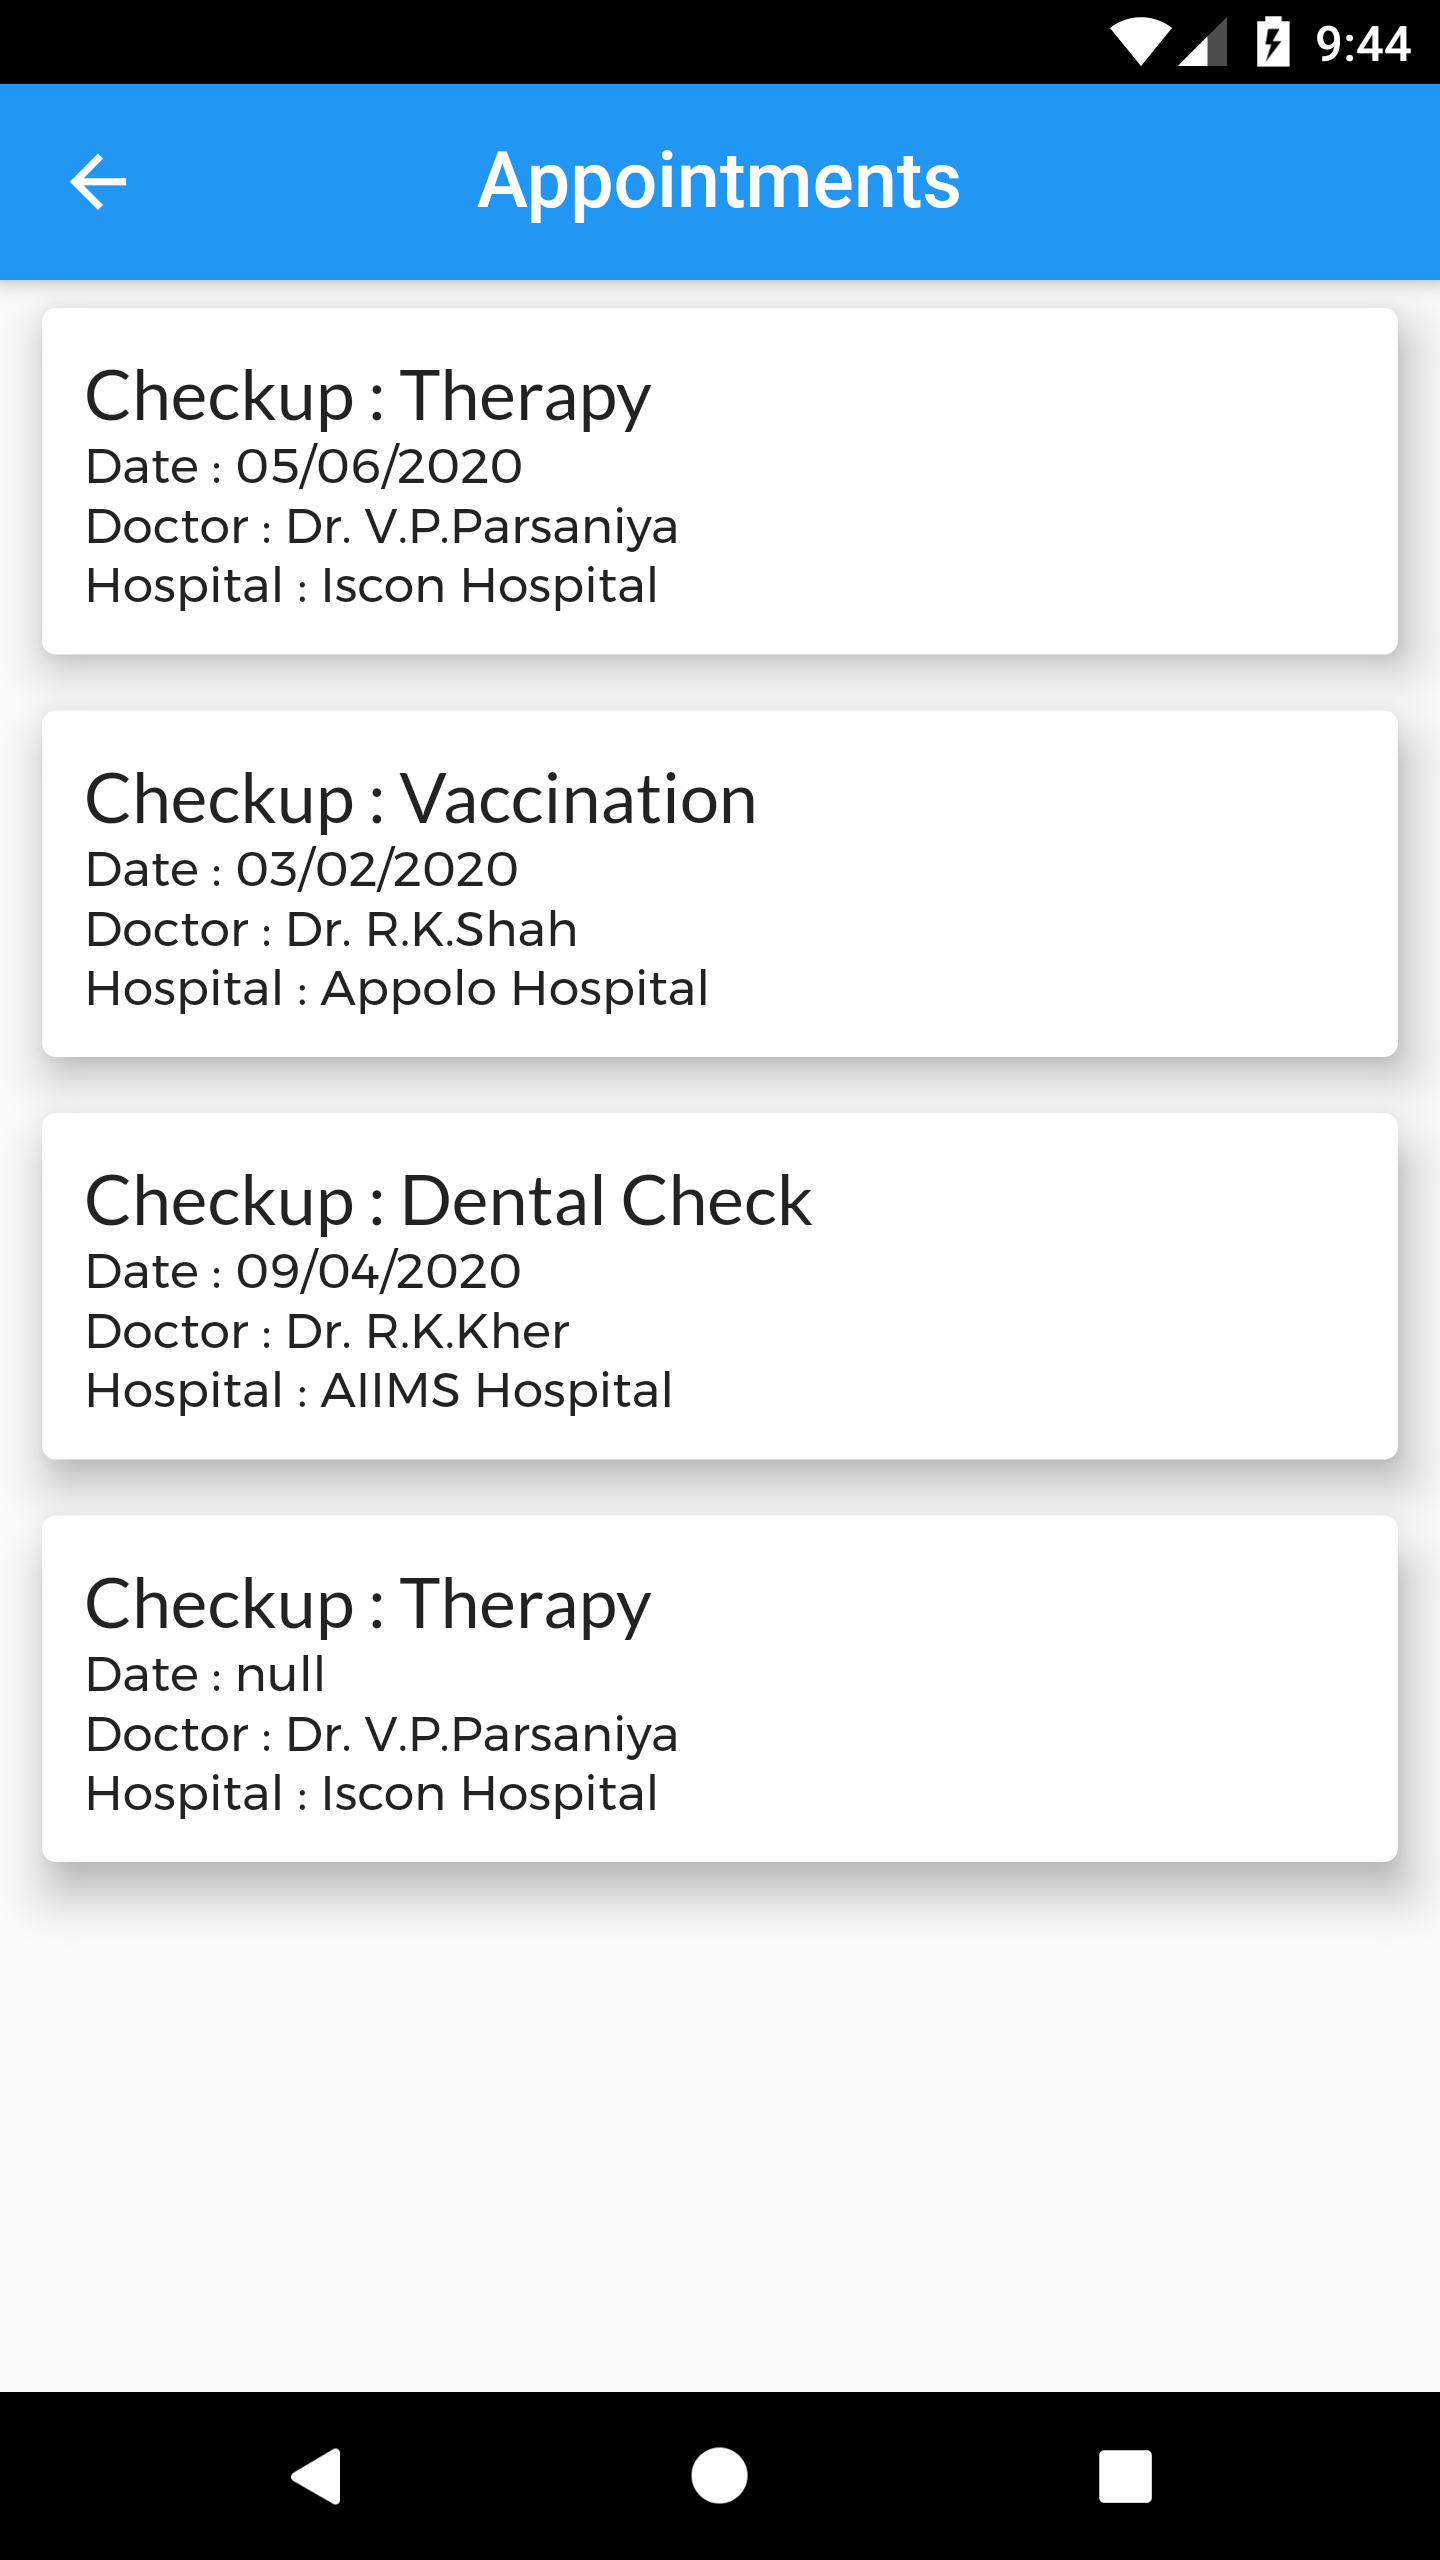 9:44
Appointments
Checkup : Therapy
Date : 05/06/2020
Doctor : Dr. V.P.Parsaniya
Hospital : Iscon Hospital
Checkup : Vaccination
Date : 03/02/2020
Doctor : Dr. R.K.Shah
Hospital : Appolo Hospital
Checkup : Dental Check
Date : 09/04/2020
Doctor : Dr. R.K.Kher
Hospital : AIIMS Hospital
Checkup : Therapy
Date : null
Doctor : Dr. V.P.Parsaniya
Hospital : Iscon Hospital